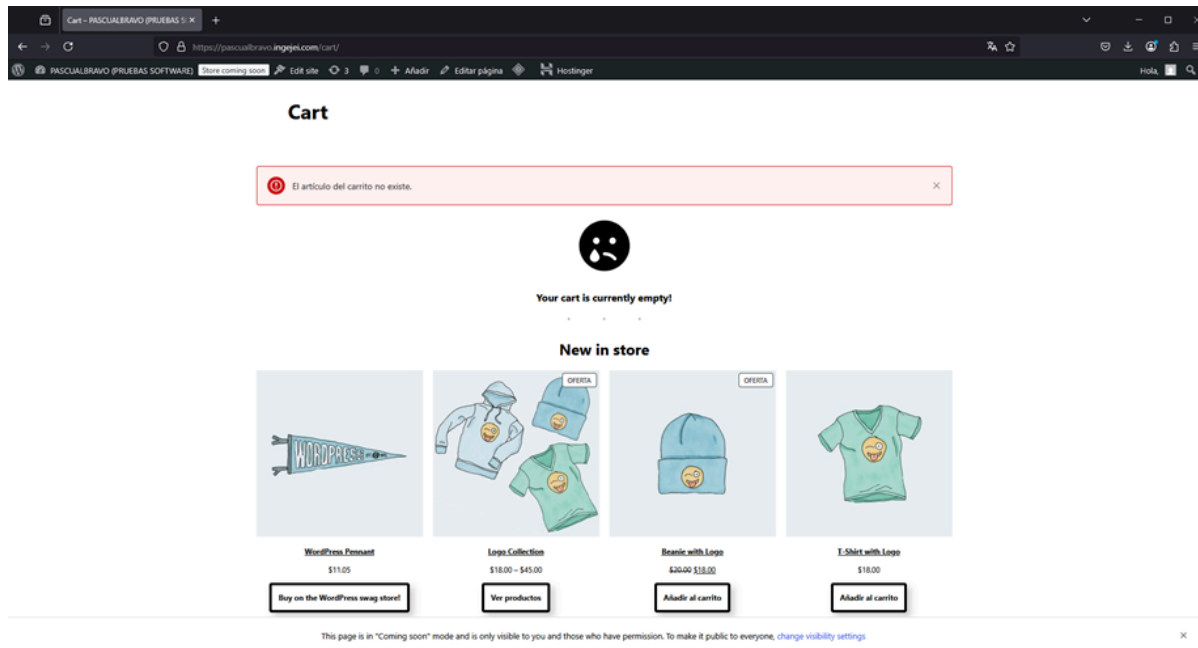 Cart – PASCUALBRAVO (PRUEBAS S
https://pascualbravo.ingejei.com/cart/
PASCUALBRAVO (PRUEBAS SOFTWARE) Store coming soon Edit site 3 0 Añadir Editar página Hostinger Hola,
Cart
El artículo del carrito no existe.
Your cart is currently empty!
New in store
OFERTA OFERTA
WORDPRESS
WordPress Pennant Logo Collection Beanie with Logo T-Shirt with Logo
$11.05 $18.00 – $45.00 $20.00 $18.00 $18.00
Buy on the WordPress swag store! Ver productos Añadir al carrito Añadir al carrito
This page is in "Coming soon" mode and is only visible to you and those who have permission. To make it public to everyone, change visibility settings